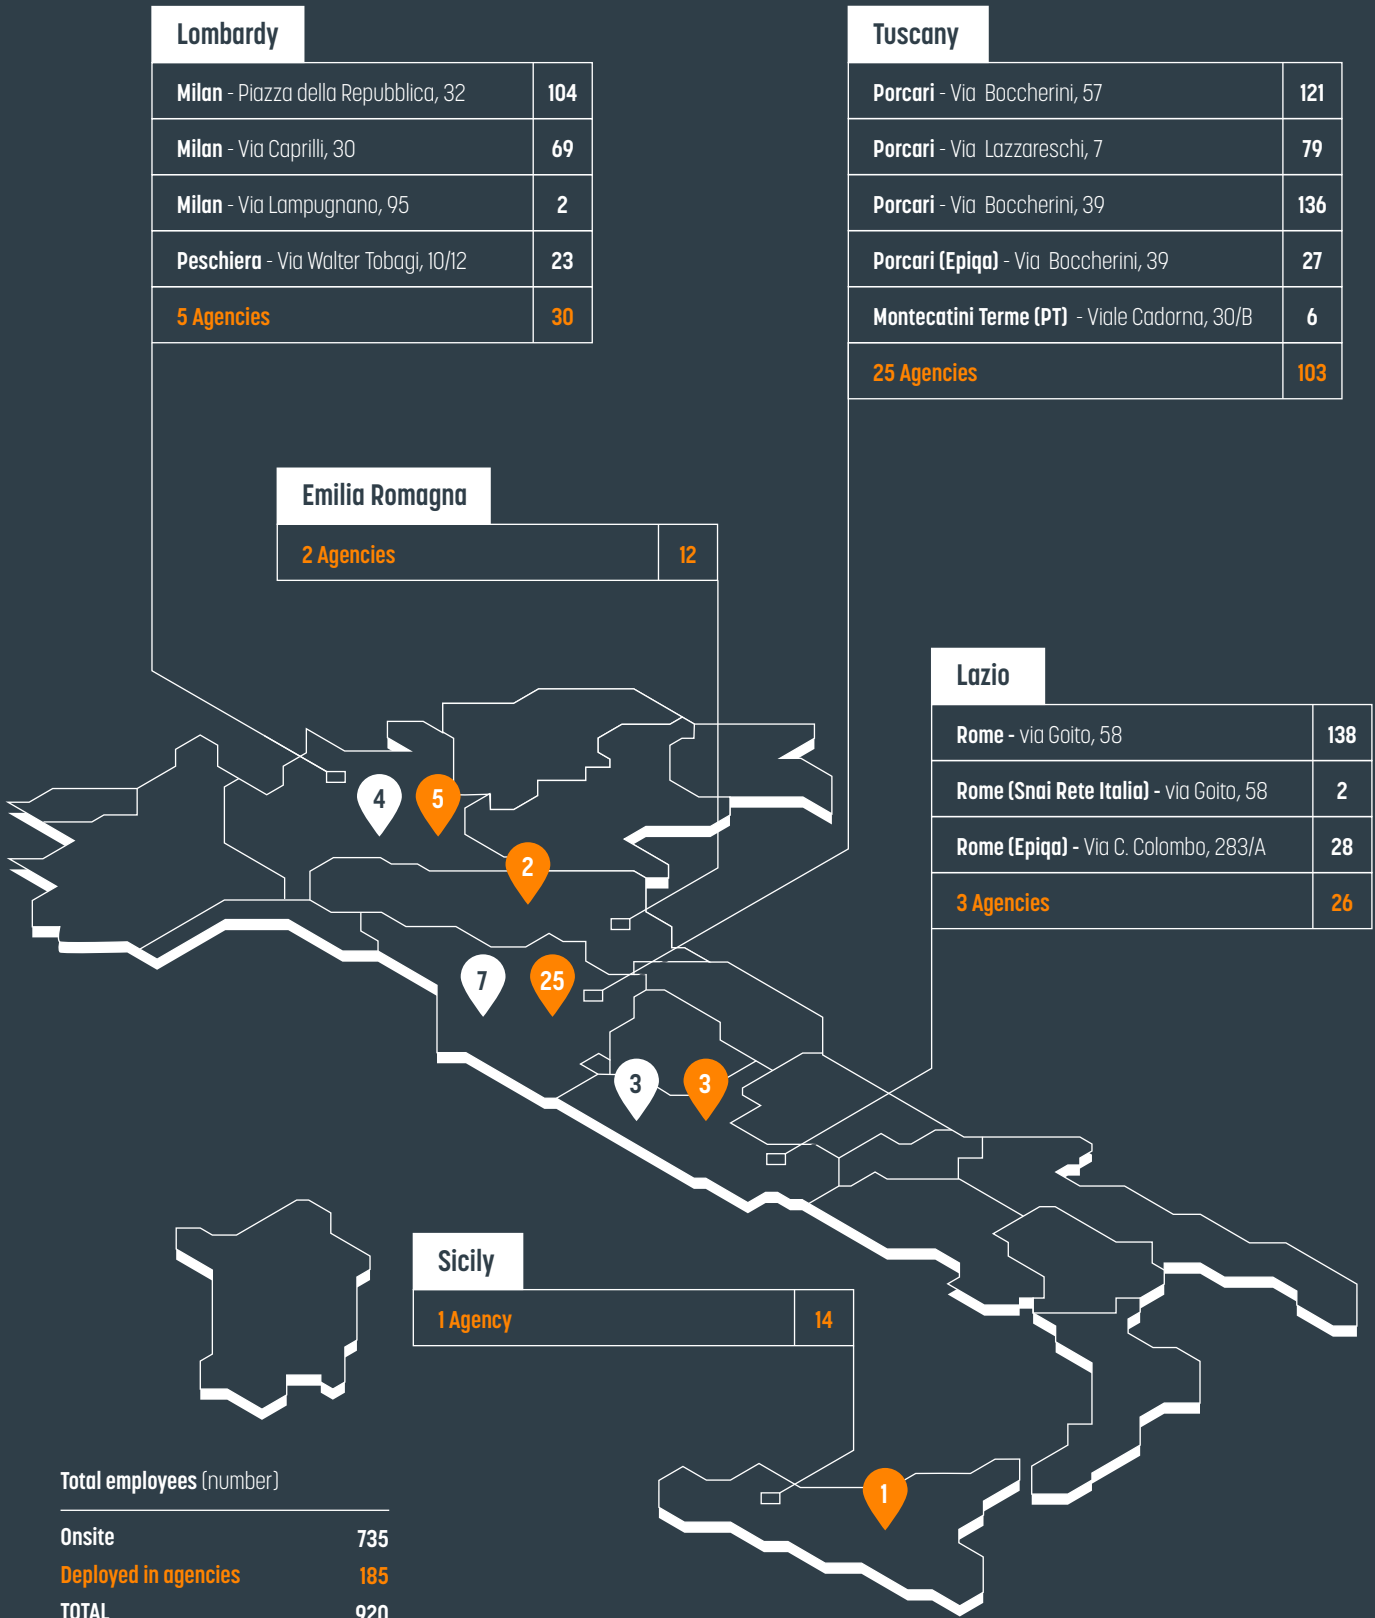 Lombardy
Milan - Piazza della Repubblica, 32 104
Milan - Via Caprilli, 30 69
Milan - Via Lampugnano, 95 2
Peschiera - Via Walter Tobagi, 10/12 23
5 Agencies 30
Tuscany
Porcari - Via Boccherini, 57 121
Porcari - Via Lazzareschi, 7 79
Porcari - Via Boccherini, 39 136
Porcari (Epiqa) - Via Boccherini, 39 27
Montecatini Terme (PT) - Viale Cadorna, 30/B 6
25 Agencies 103
Emilia Romagna
2 Agencies 12
Lazio
Rome - via Goito, 58 138
Rome (Snai Rete Italia) - via Goito, 58 2
Rome (Epiqa) - Via C. Colombo, 283/A 28
3 Agencies 26
4 5
2
7 25
3 3
Sicily
1 Agency 14
1
Total employees (number)
Onsite 735
Deployed in agencies 185
TOTAL 920